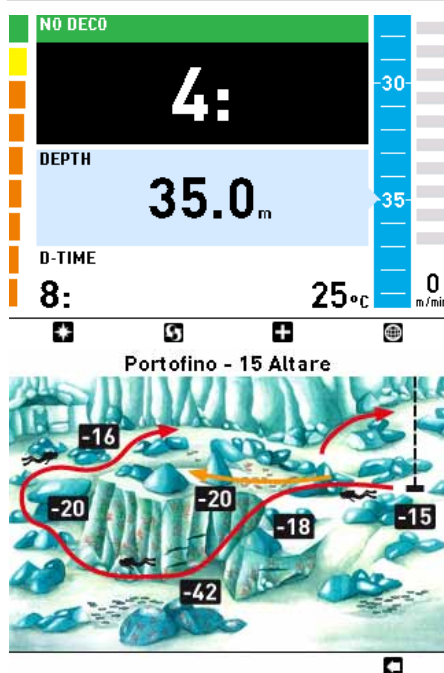 NO DECO
4:
30
DEPTH
35.0 m
35
D-TIME
8:
25°C
0
m/min
Portofino - 15 Altare
-16
-20
-20
-15
-18
-42